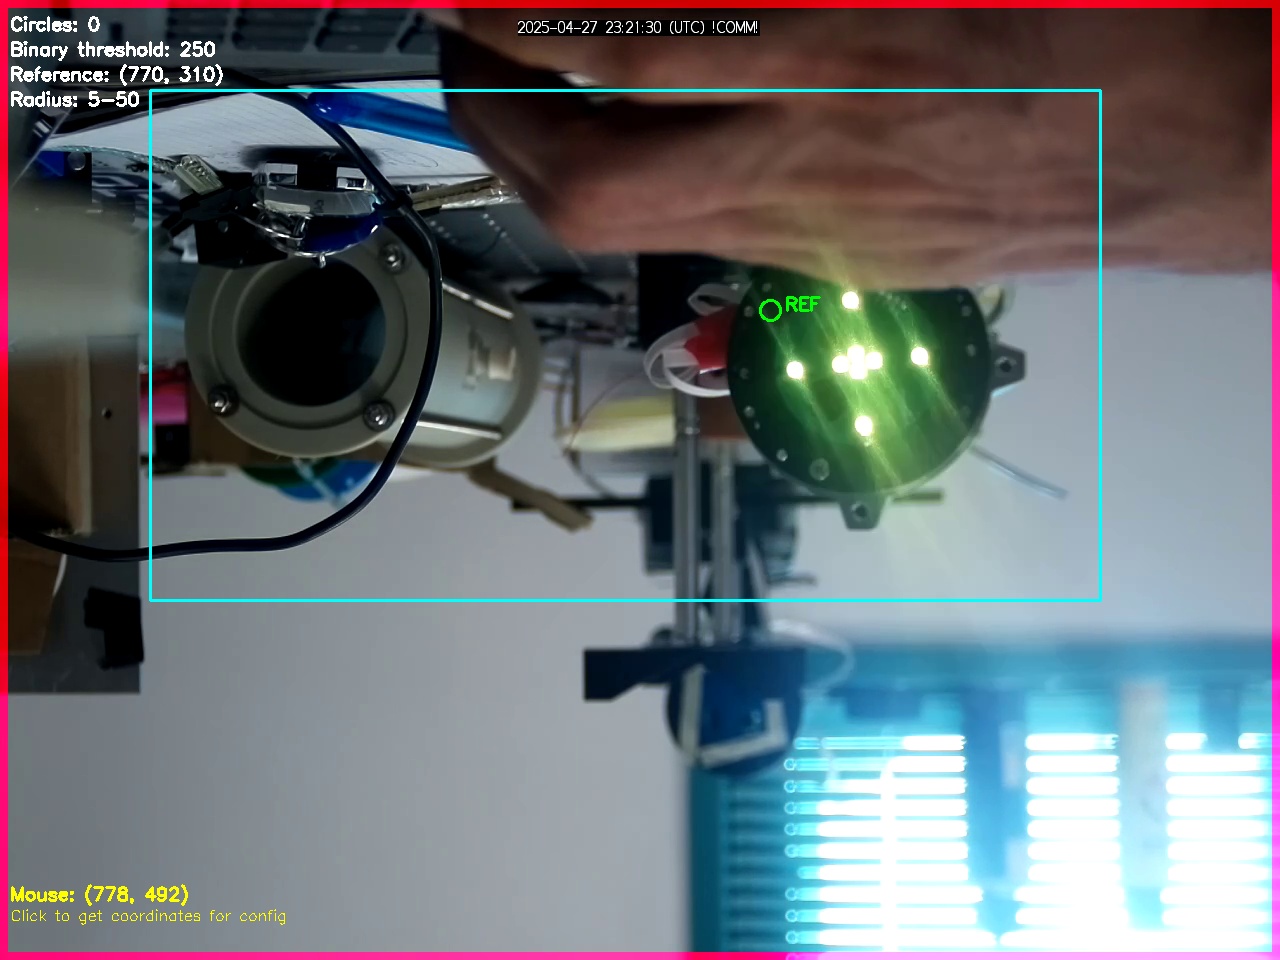 Circles: 0
2025-04-27 23:21:30 (UTC) !COMM!
Binary threshold: 250
Reference: (770, 310)
Radius: 5-50
REF
Mouse: (778, 492)
Click to get coordinates for config